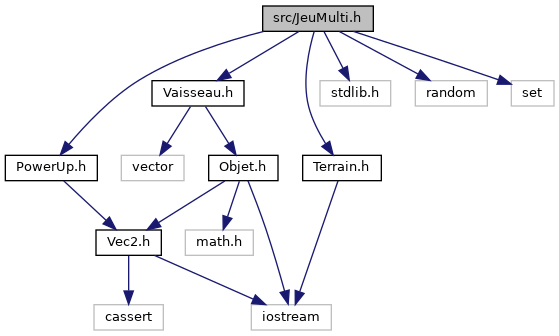 src/JeuMulti.h
Vaisseau.h
stdlib.h
random
set
PowerUp.h
vector
Objet.h
Terrain.h
Vec2.h
math.h
cassert
iostream